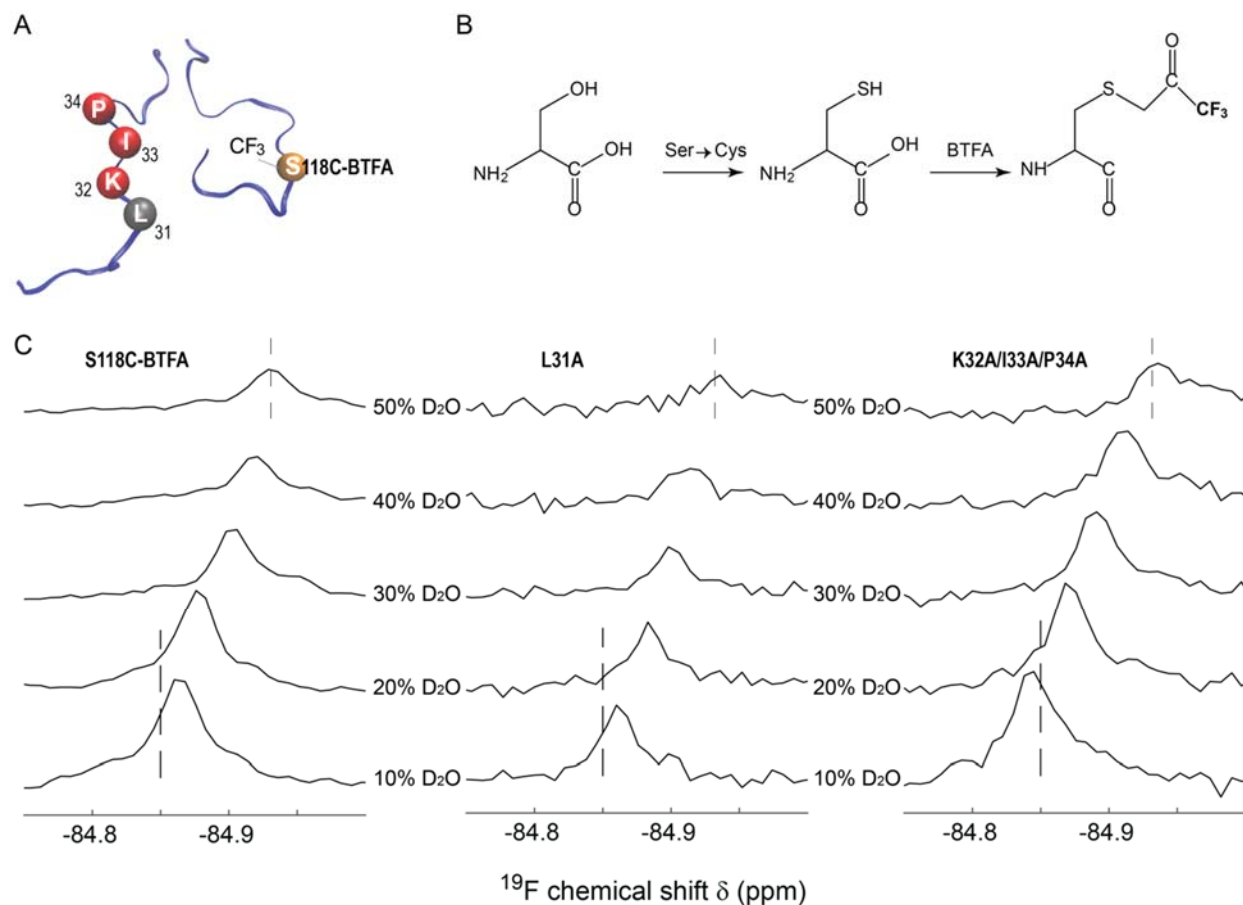 A
P
34
I
33
K
32
L
31
CF₃
S
118C-BTFA
B
OH
NH₂
C
OH
O
Ser→Cys
SH
NH₂
C
OH
O
BTFA
O
S
C
CF₃
NH
C
O
C
S118C-BTFA
L31A
K32A/I33A/P34A
50% D₂O
50% D₂O
40% D₂O
40% D₂O
30% D₂O
30% D₂O
20% D₂O
20% D₂O
10% D₂O
10% D₂O
-84.8 -84.9
-84.8 -84.9
-84.8 -84.9
¹⁹F chemical shift δ (ppm)